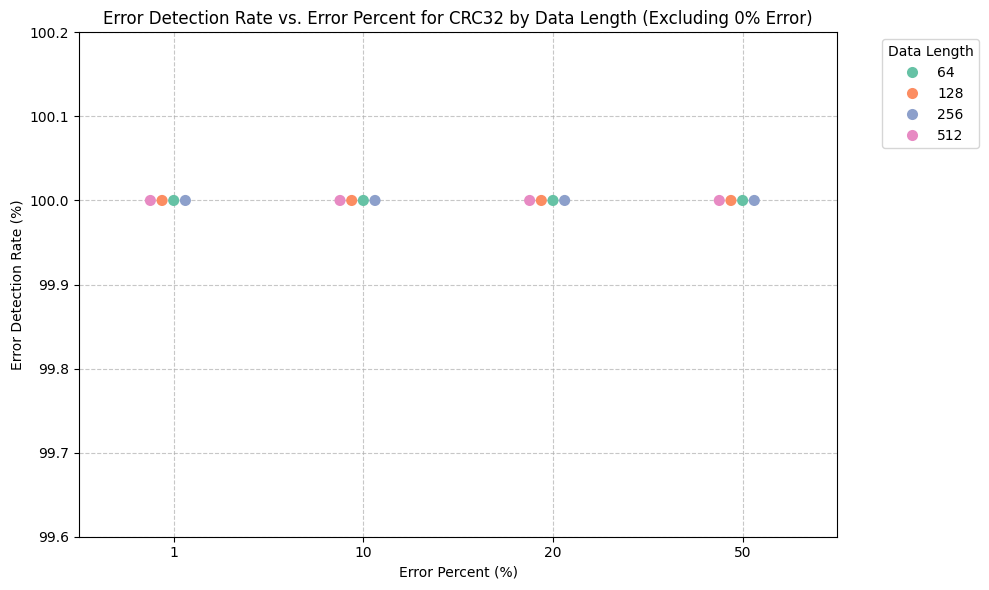 Error Detection Rate vs. Error Percent for CRC32 by Data Length (Excluding 0% Error)
Error Detection Rate (%)
100.2
100.1
100.0
99.9
99.8
99.7
99.6
1 10 20 50
Error Percent (%)
Data Length
64
128
256
512